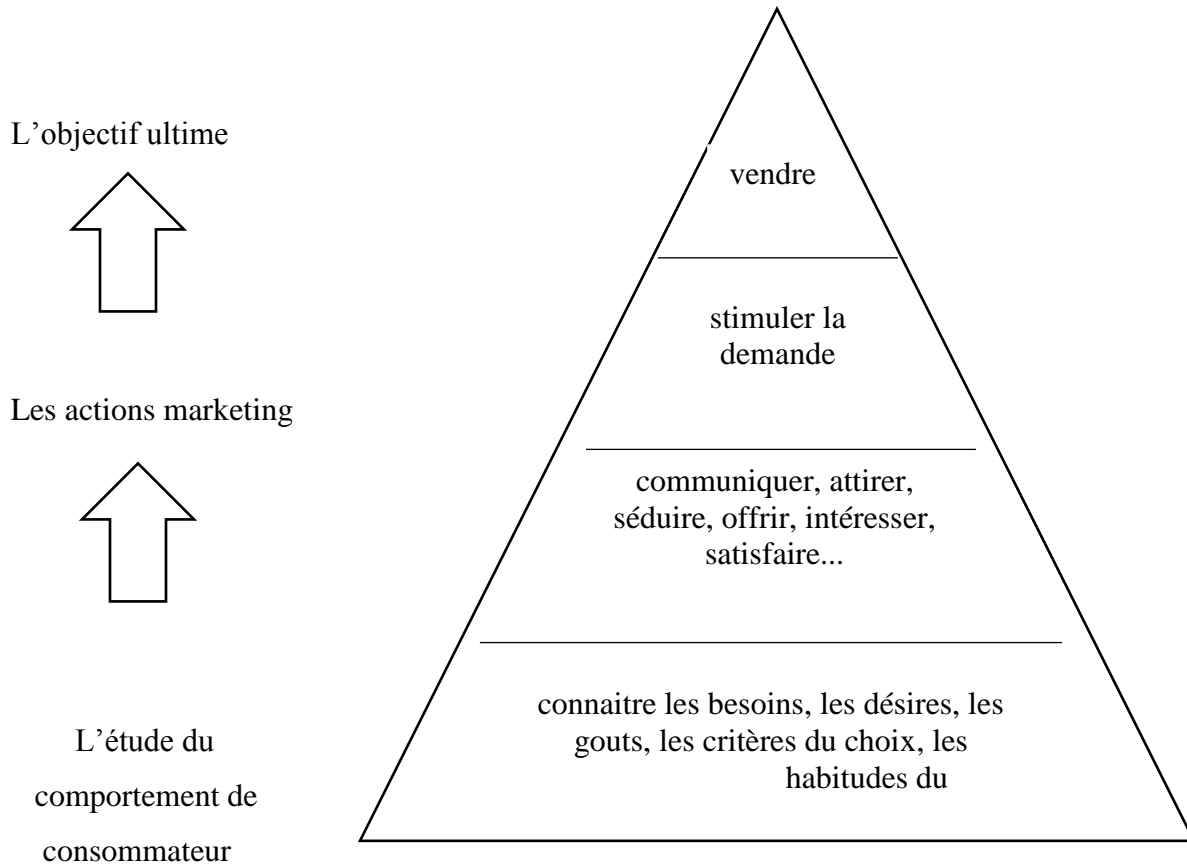 L’objectif ultime
vendre
stimuler la
demande
Les actions marketing
communiquer, attirer,
séduire, offrir, intéresser,
satisfaire...
connaitre les besoins, les désires, les
gouts, les critères du choix, les
habitudes du
L’étude du
comportement de
consommateur